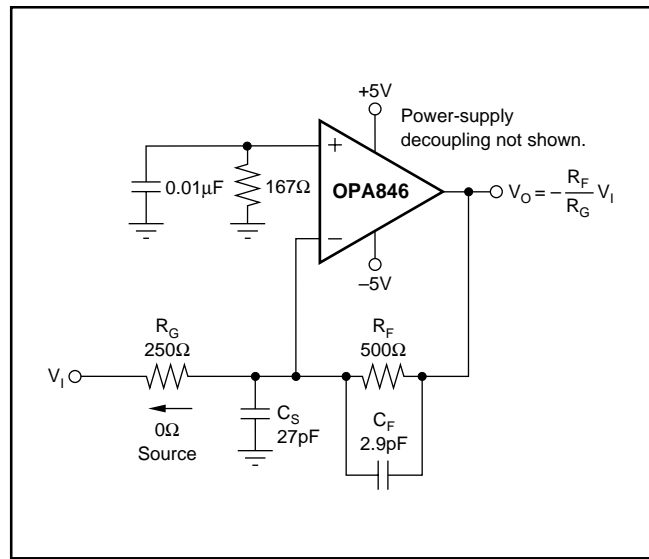 +5V
Power-supply
decoupling not shown.
+
0.01μF
167Ω
OPA846
V_O = – R_F / R_G V_I
–
–5V
R_G
250Ω
R_F
500Ω
V_I
C_S
27pF
0Ω
Source
C_F
2.9pF